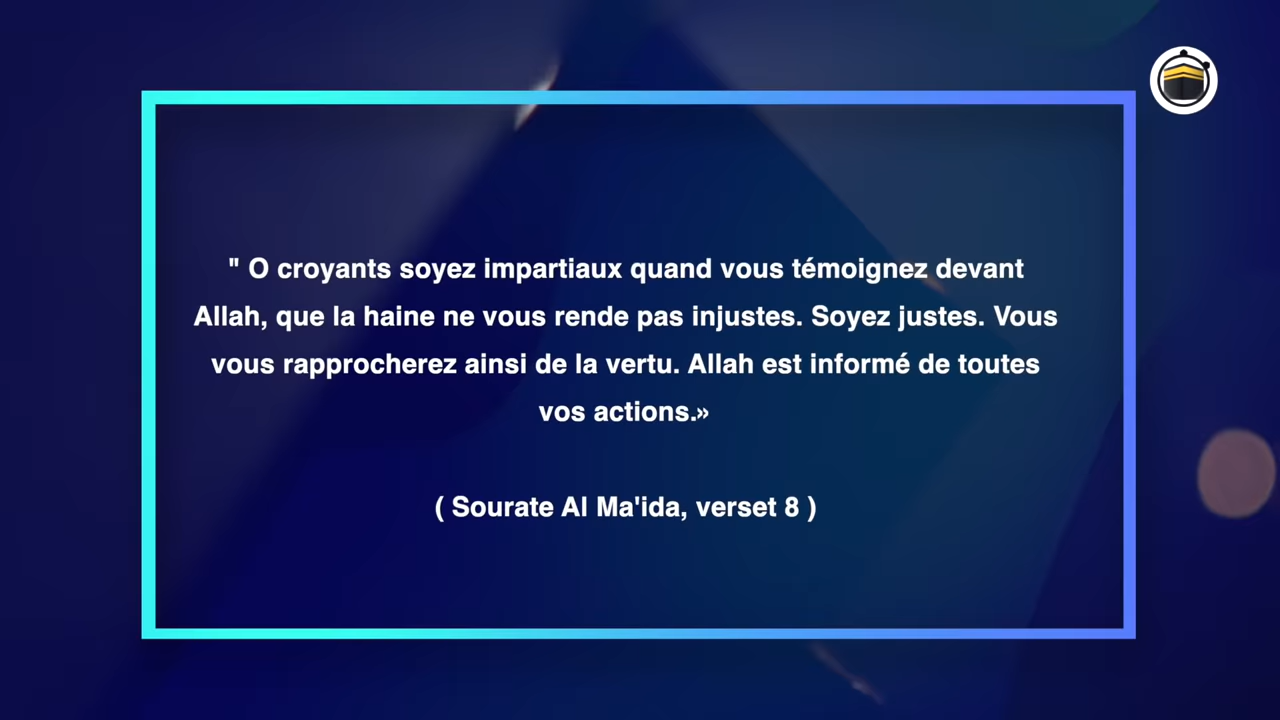 " O croyants soyez impartiaux quand vous témoignez devant
Allah, que la haine ne vous rende pas injustes. Soyez justes. Vous
vous rapprocherez ainsi de la vertu. Allah est informé de toutes
vos actions.»
( Sourate Al Ma'ida, verset 8 )